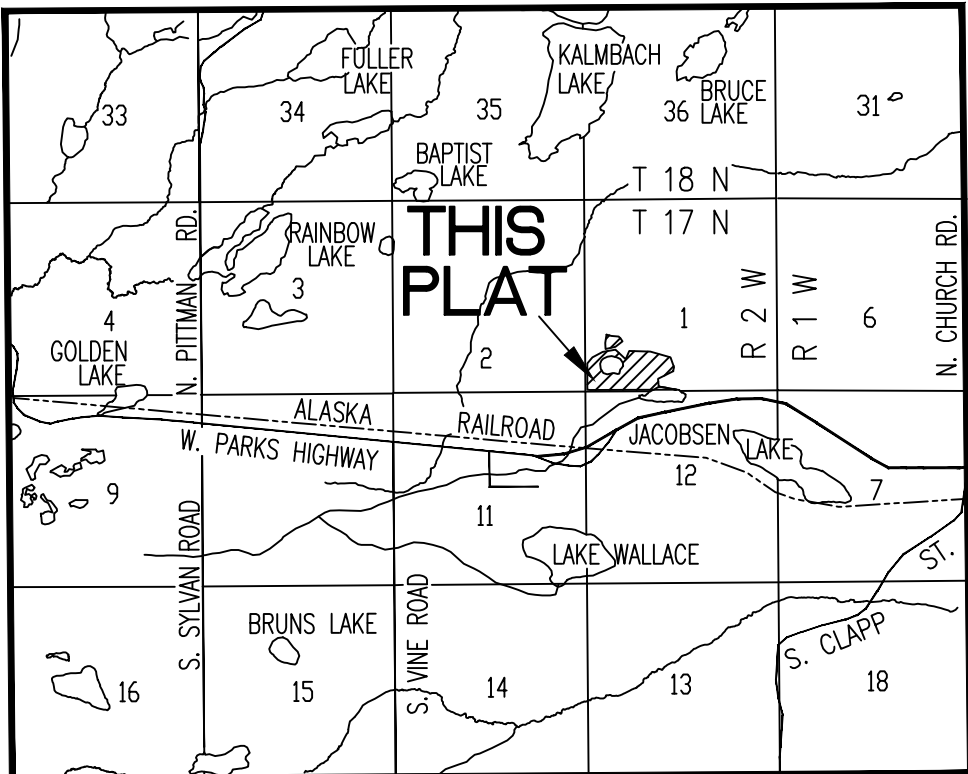 FULLER
LAKE
KALMBACH
LAKE
BRUCE
LAKE
33
34
35
36
31
BAPTIST
LAKE
T 18 N
T 17 N
THIS
PLAT
RAINBOW
LAKE
N. PITTMAN RD.
N. CHURCH RD.
R 2 W
R 1 W
4
3
2
1
6
GOLDEN
LAKE
ALASKA RAILROAD
W. PARKS HIGHWAY
JACOBSEN LAKE
9
11
12
7
LAKE WALLACE
S. SYLVAN ROAD
S. VINE ROAD
S. CLAPP ST.
BRUNS LAKE
16
15
14
13
18